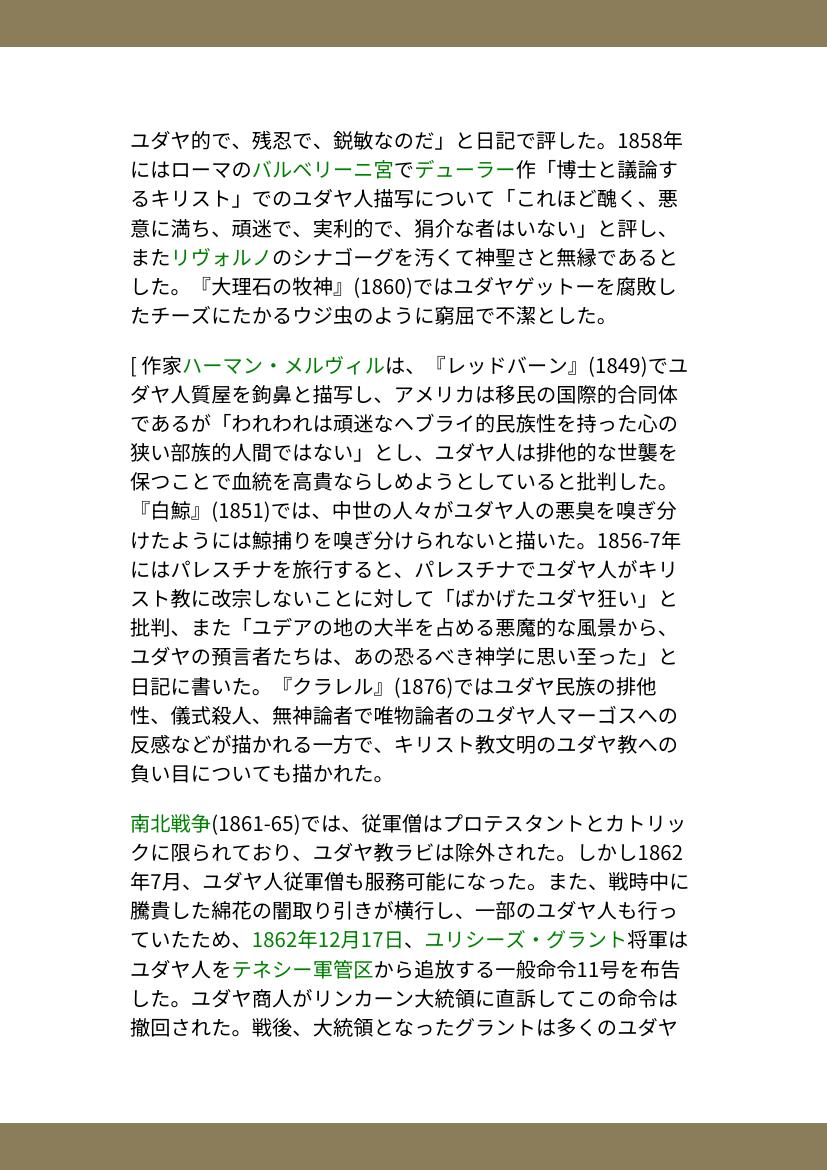 ユダヤ的で、残忍で、鋭敏なのだ」と日記で評した。1858年
にはローマのバルベリーニ宮でデューラー作「博士と議論す
るキリスト」でのユダヤ人描写について「これほど醜く、悪
意に満ち、頑迷で、実利的で、狷介な者はいない」と評し、
またリヴォルノのシナゴーグを汚くて神聖さと無縁であると
した。『大理石の牧神』(1860)ではユダヤゲットーを腐敗し
たチーズにたかるウジ虫のように窮屈で不潔とした。
[ 作家ハーマン・メルヴィルは、『レッドバーン』(1849)でユ
ダヤ人質屋を鉤鼻と描写し、アメリカは移民の国際的合同体
であるが「われわれは頑迷なヘブライ的民族性を持った心の
狭い部族的人間ではない」とし、ユダヤ人は排他的な世襲を
保つことで血統を高貴ならしめようとしていると批判した。
『白鯨』(1851)では、中世の人々がユダヤ人の悪臭を嗅ぎ分
けたようには鯨捕りを嗅ぎ分けられないと描いた。1856-7年
にはパレスチナを旅行すると、パレスチナでユダヤ人がキリ
スト教に改宗しないことに対して「ばかげたユダヤ狂い」と
批判、また「ユデアの地の大半を占める悪魔的な風景から、
ユダヤの預言者たちは、あの恐るべき神学に思い至った」と
日記に書いた。『クラレル』(1876)ではユダヤ民族の排他
性、儀式殺人、無神論者で唯物論者のユダヤ人マーゴスへの
反感などが描かれる一方で、キリスト教文明のユダヤ教への
負い目についても描かれた。
南北戦争(1861-65)では、従軍僧はプロテスタントとカトリッ
クに限られており、ユダヤ教ラビは除外された。しかし1862
年7月、ユダヤ人従軍僧も服務可能になった。また、戦時中に
騰貴した綿花の闇取り引きが横行し、一部のユダヤ人も行っ
ていたため、1862年12月17日、ユリシーズ・グラント将軍は
ユダヤ人をテネシー軍管区から追放する一般命令11号を布告
した。ユダヤ商人がリンカーン大統領に直訴してこの命令は
撤回された。戦後、大統領となったグラントは多くのユダヤ